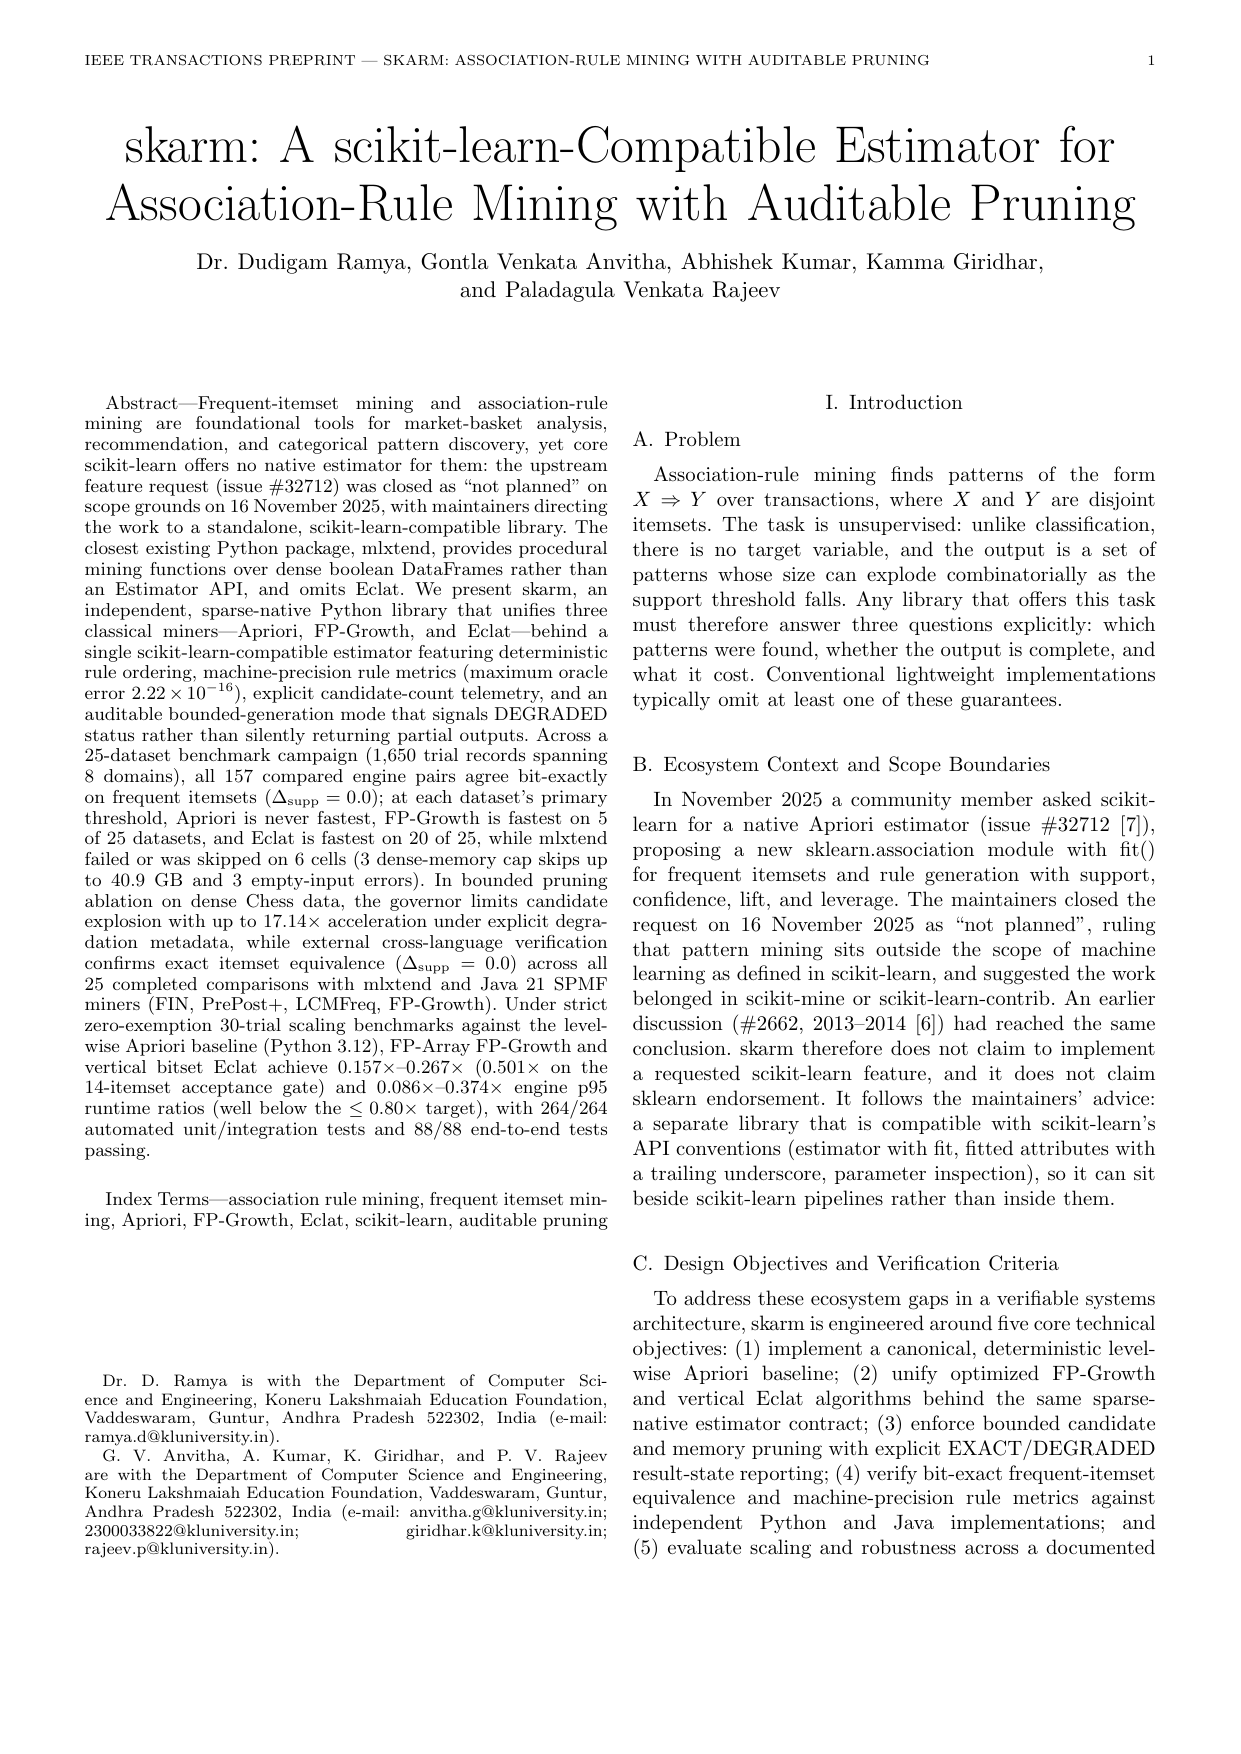 IEEE TRANSACTIONS PREPRINT — SKARM: ASSOCIATION-RULE MINING WITH AUDITABLE PRUNING 1
skarm: A scikit-learn-Compatible Estimator for
Association-Rule Mining with Auditable Pruning
Dr. Dudigam Ramya, Gontla Venkata Anvitha, Abhishek Kumar, Kamma Giridhar,
and Paladagula Venkata Rajeev
Abstract—Frequent-itemset mining and association-rule
mining are foundational tools for market-basket analysis,
recommendation, and categorical pattern discovery, yet core
scikit-learn offers no native estimator for them: the upstream
feature request (issue #32712) was closed as “not planned” on
scope grounds on 16 November 2025, with maintainers directing
the work to a standalone, scikit-learn-compatible library. The
closest existing Python package, mlxtend, provides procedural
mining functions over dense boolean DataFrames rather than
an Estimator API, and omits Eclat. We present skarm, an
independent, sparse-native Python library that unifies three
classical miners—Apriori, FP-Growth, and Eclat—behind a
single scikit-learn-compatible estimator featuring deterministic
rule ordering, machine-precision rule metrics (maximum oracle
error 2.22 × 10⁻¹⁶), explicit candidate-count telemetry, and an
auditable bounded-generation mode that signals DEGRADED
status rather than silently returning partial outputs. Across a
25-dataset benchmark campaign (1,650 trial records spanning
8 domains), all 157 compared engine pairs agree bit-exactly
on frequent itemsets (Δsupp = 0.0); at each dataset’s primary
threshold, Apriori is never fastest, FP-Growth is fastest on 5
of 25 datasets, and Eclat is fastest on 20 of 25, while mlxtend
failed or was skipped on 6 cells (3 dense-memory cap skips up
to 40.9 GB and 3 empty-input errors). In bounded pruning
ablation on dense Chess data, the governor limits candidate
explosion with up to 17.14× acceleration under explicit degra-
dation metadata, while external cross-language verification
confirms exact itemset equivalence (Δsupp = 0.0) across all
25 completed comparisons with mlxtend and Java 21 SPMF
miners (FIN, PrePost+, LCMFreq, FP-Growth). Under strict
zero-exemption 30-trial scaling benchmarks against the level-
wise Apriori baseline (Python 3.12), FP-Array FP-Growth and
vertical bitset Eclat achieve 0.157×–0.267× (0.501× on the
14-itemset acceptance gate) and 0.086×–0.374× engine p95
runtime ratios (well below the ≤ 0.80× target), with 264/264
automated unit/integration tests and 88/88 end-to-end tests
passing.
Index Terms—association rule mining, frequent itemset min-
ing, Apriori, FP-Growth, Eclat, scikit-learn, auditable pruning
Dr. D. Ramya is with the Department of Computer Sci-
ence and Engineering, Koneru Lakshmaiah Education Foundation,
Vaddeswaram, Guntur, Andhra Pradesh 522302, India (e-mail:
ramya.d@kluniversity.in).
G. V. Anvitha, A. Kumar, K. Giridhar, and P. V. Rajeev
are with the Department of Computer Science and Engineering,
Koneru Lakshmaiah Education Foundation, Vaddeswaram, Guntur,
Andhra Pradesh 522302, India (e-mail: anvitha.g@kluniversity.in;
2300033822@kluniversity.in; giridhar.k@kluniversity.in;
rajeev.p@kluniversity.in).
I. Introduction
A. Problem
Association-rule mining finds patterns of the form
X ⇒ Y over transactions, where X and Y are disjoint
itemsets. The task is unsupervised: unlike classification,
there is no target variable, and the output is a set of
patterns whose size can explode combinatorially as the
support threshold falls. Any library that offers this task
must therefore answer three questions explicitly: which
patterns were found, whether the output is complete, and
what it cost. Conventional lightweight implementations
typically omit at least one of these guarantees.
B. Ecosystem Context and Scope Boundaries
In November 2025 a community member asked scikit-
learn for a native Apriori estimator (issue #32712 [7]),
proposing a new sklearn.association module with fit()
for frequent itemsets and rule generation with support,
confidence, lift, and leverage. The maintainers closed the
request on 16 November 2025 as “not planned”, ruling
that pattern mining sits outside the scope of machine
learning as defined in scikit-learn, and suggested the work
belonged in scikit-mine or scikit-learn-contrib. An earlier
discussion (#2662, 2013–2014 [6]) had reached the same
conclusion. skarm therefore does not claim to implement
a requested scikit-learn feature, and it does not claim
sklearn endorsement. It follows the maintainers’ advice:
a separate library that is compatible with scikit-learn’s
API conventions (estimator with fit, fitted attributes with
a trailing underscore, parameter inspection), so it can sit
beside scikit-learn pipelines rather than inside them.
C. Design Objectives and Verification Criteria
To address these ecosystem gaps in a verifiable systems
architecture, skarm is engineered around five core technical
objectives: (1) implement a canonical, deterministic level-
wise Apriori baseline; (2) unify optimized FP-Growth
and vertical Eclat algorithms behind the same sparse-
native estimator contract; (3) enforce bounded candidate
and memory pruning with explicit EXACT/DEGRADED
result-state reporting; (4) verify bit-exact frequent-itemset
equivalence and machine-precision rule metrics against
independent Python and Java implementations; and
(5) evaluate scaling and robustness across a documented